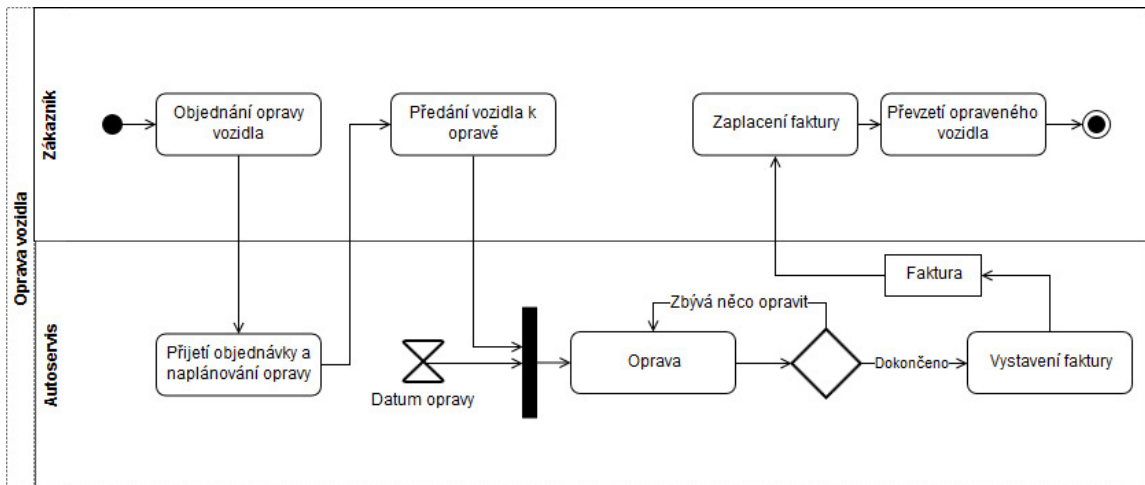 Oprava vozidla
Zákazník
Objednání opravy
vozidla
Předání vozidla k
opravě
Zaplacení faktury
Převzetí opraveného
vozidla
Autoservis
Přijetí objednávky a
naplánování opravy
Datum opravy
Zbývá něco opravit
Oprava
Dokončeno
Faktura
Vystavení faktury